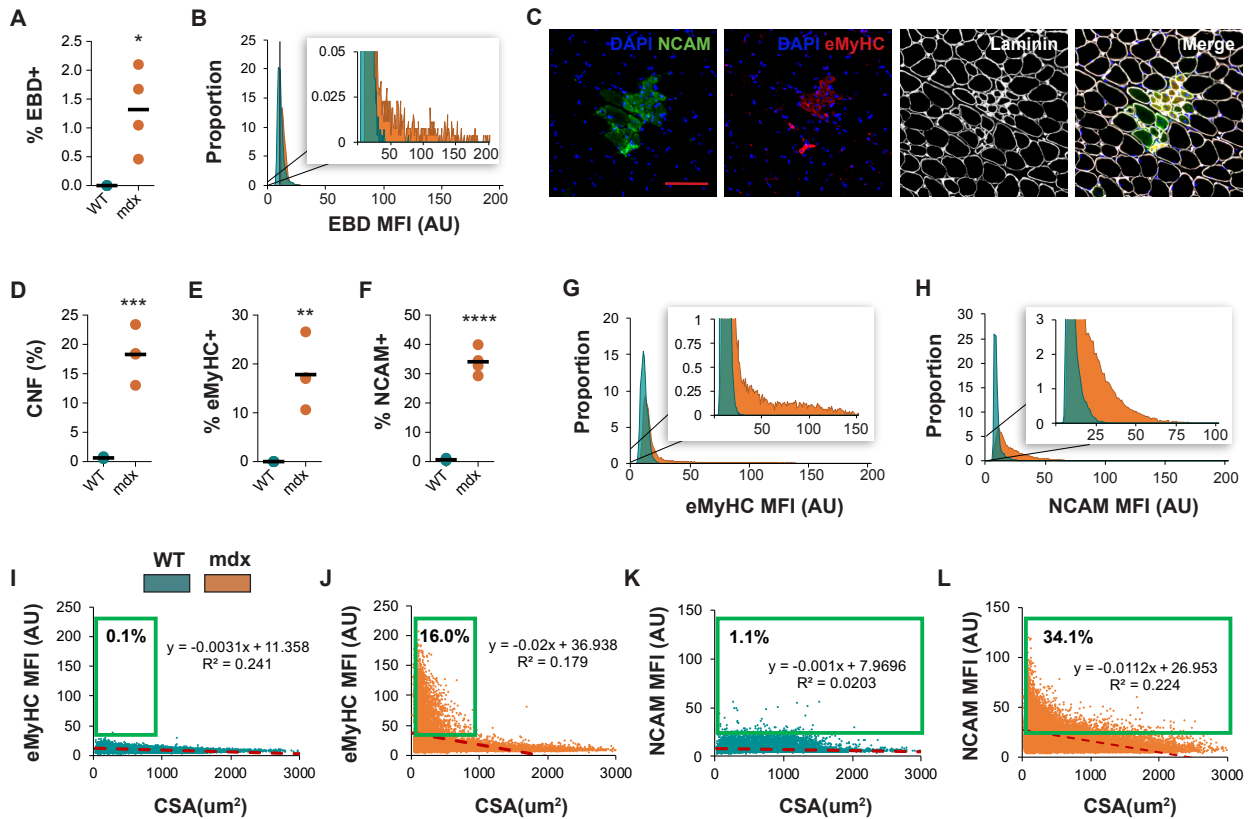 A
% EBD+
*
2.5
2.0
1.5
1.0
0.5
0.0
WT
mdx
B
Proportion
25
20
15
10
5
0
0.05
0.025
0
50
100
150
200
0
50
100
150
200
EBD MFI (AU)
C
DAPI NCAM
DAPI eMyHC
Laminin
Merge
D
CNF (%)
***
25
20
15
10
5
0
WT
mdx
E
% eMyHC+
**
30
20
10
0
WT
mdx
F
% NCAM+
****
50
40
30
20
10
0
WT
mdx
G
Proportion
20
15
10
5
0
1
0.75
0.5
0.25
0
50
100
150
0
50
100
150
200
eMyHC MFI (AU)
H
Proportion
35
30
25
20
15
10
5
0
3
2
1
0
25
50
75
100
0
50
100
150
200
NCAM MFI (AU)
WT
mdx
I
eMyHC MFI (AU)
250
200
150
100
50
0
0.1%
y = -0.0031x + 11.358
R² = 0.241
0
1000
2000
3000
CSA(um²)
J
eMyHC MFI (AU)
250
200
150
100
50
0
16.0%
y = -0.02x + 36.938
R² = 0.179
0
1000
2000
3000
CSA(um²)
K
NCAM MFI (AU)
150
100
50
0
1.1%
y = -0.001x + 7.9696
R² = 0.0203
0
1000
2000
3000
CSA(um²)
L
NCAM MFI (AU)
150
100
50
0
34.1%
y = -0.0112x + 26.953
R² = 0.224
0
1000
2000
3000
CSA(um²)